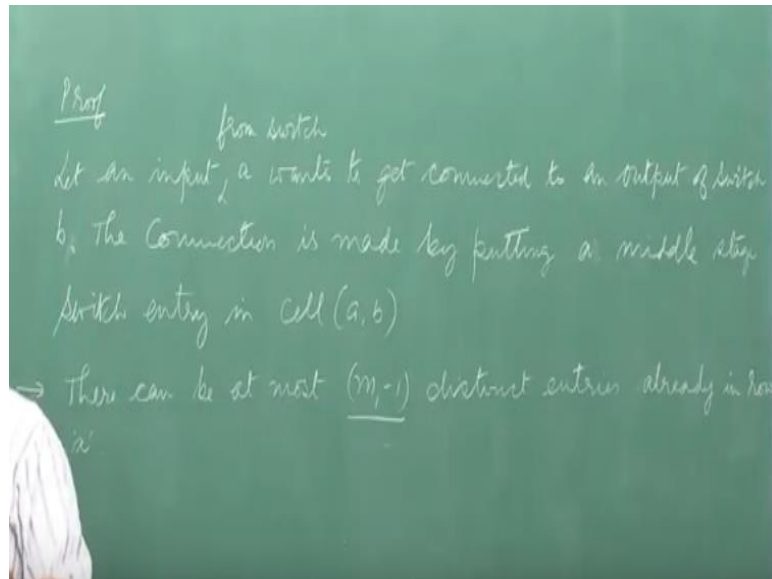 Proof
from switch
Let an input, a wants to get connected to an output of switch
b. The Connection is made by putting a middle stage
switch entry in cell (a, b)
→ There can be at most (m₁-1) distinct entries already in row
'a'